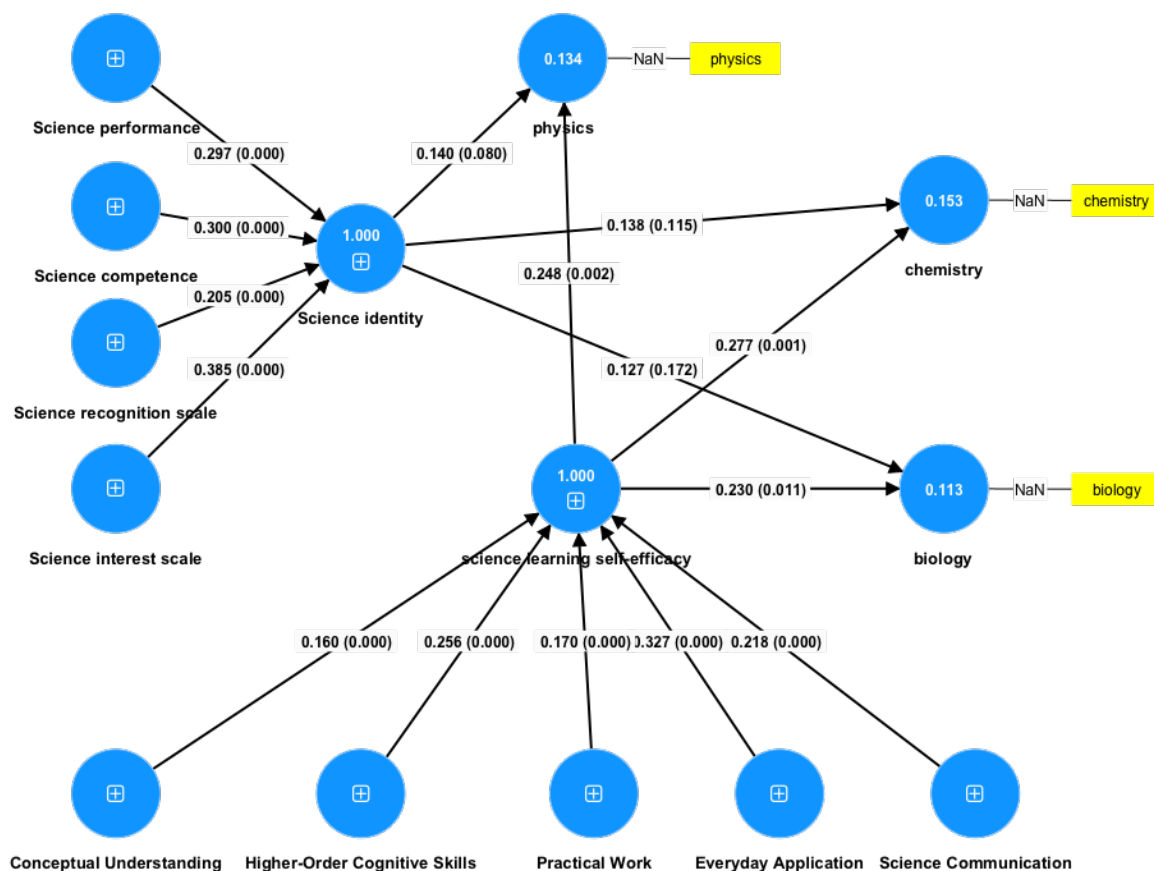 0.134
NaN
physics
physics
Science performance
0.297 (0.000)
0.140 (0.080)
Science competence
0.300 (0.000)
1.000
Science identity
0.153
NaN
chemistry
chemistry
0.138 (0.115)
0.248 (0.002)
0.205 (0.000)
Science recognition scale
0.385 (0.000)
0.277 (0.001)
0.127 (0.172)
Science interest scale
1.000
science learning self-efficacy
0.230 (0.011)
0.113
NaN
biology
biology
0.160 (0.000)
0.256 (0.000)
0.170 (0.000)
.327 (0.000)
0.218 (0.000)
Conceptual Understanding
Higher-Order Cognitive Skills
Practical Work
Everyday Application
Science Communication